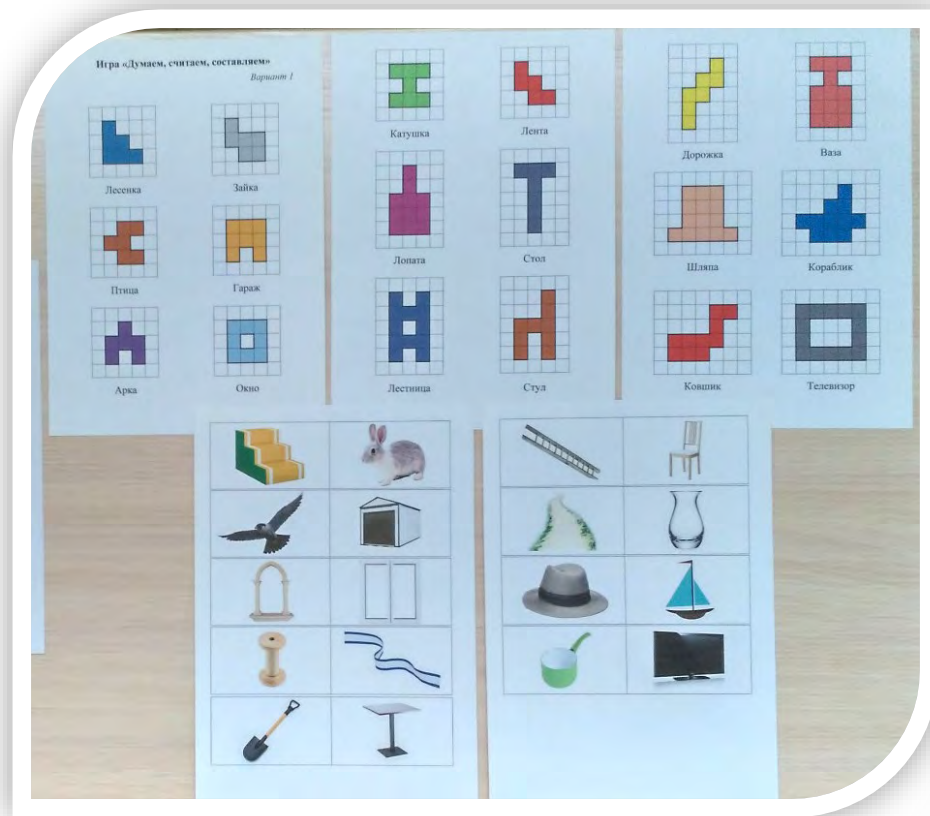 Игра «Думаем, считаем, составляем»
Вариант 1
Лесенка
Зайка
Птица
Гараж
Арка
Окно
Катушка
Лента
Лопата
Стол
Лестница
Стул
Дорожка
Ваза
Шляпа
Кораблик
Ковшик
Телевизор